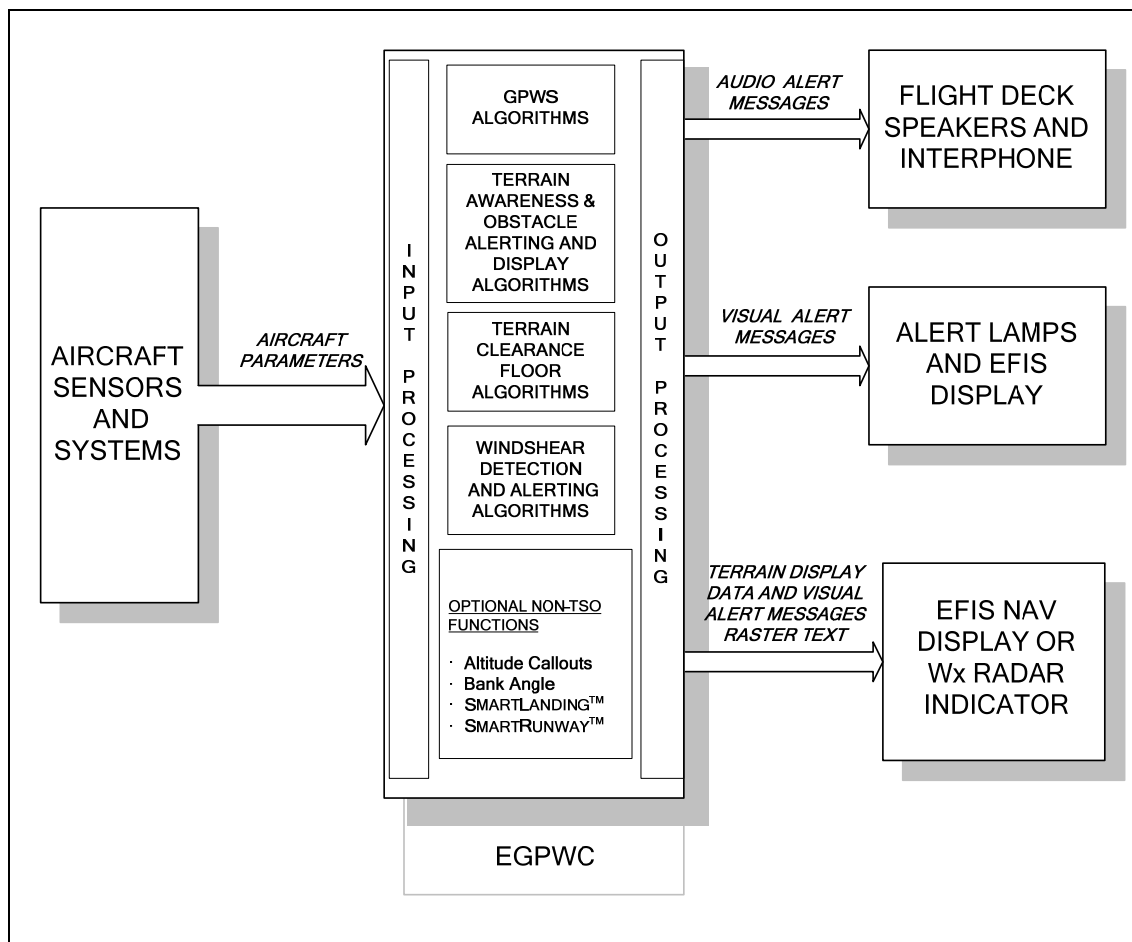 AIRCRAFT
SENSORS
AND
SYSTEMS
AIRCRAFT
PARAMETERS
INPUT PROCESSING
GPWS
ALGORITHMS
TERRAIN
AWARENESS &
OBSTACLE
ALERTING AND
DISPLAY
ALGORITHMS
TERRAIN
CLEARANCE
FLOOR
ALGORITHMS
WINDSHEAR
DETECTION
AND ALERTING
ALGORITHMS
OPTIONAL NON-TSO
FUNCTIONS
· Altitude Callouts
· Bank Angle
· SMARTLANDING™
· SMARTRUNWAY™
OUTPUT PROCESSING
EGPWC
AUDIO ALERT
MESSAGES
FLIGHT DECK
SPEAKERS AND
INTERPHONE
VISUAL ALERT
MESSAGES
ALERT LAMPS
AND EFIS
DISPLAY
TERRAIN DISPLAY
DATA AND VISUAL
ALERT MESSAGES
RASTER TEXT
EFIS NAV
DISPLAY OR
Wx RADAR
INDICATOR